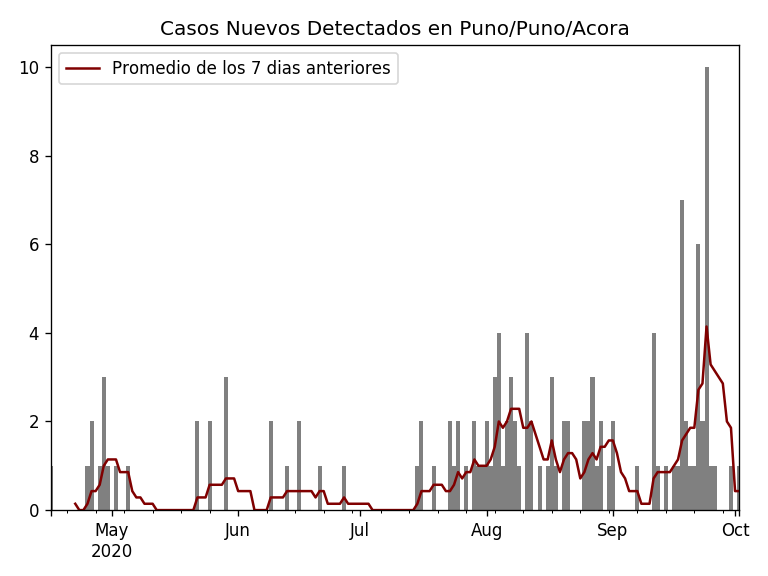 Casos Nuevos Detectados en Puno/Puno/Acora
Promedio de los 7 dias anteriores
10
8
6
4
2
0
May Jun Jul Aug Sep Oct
2020